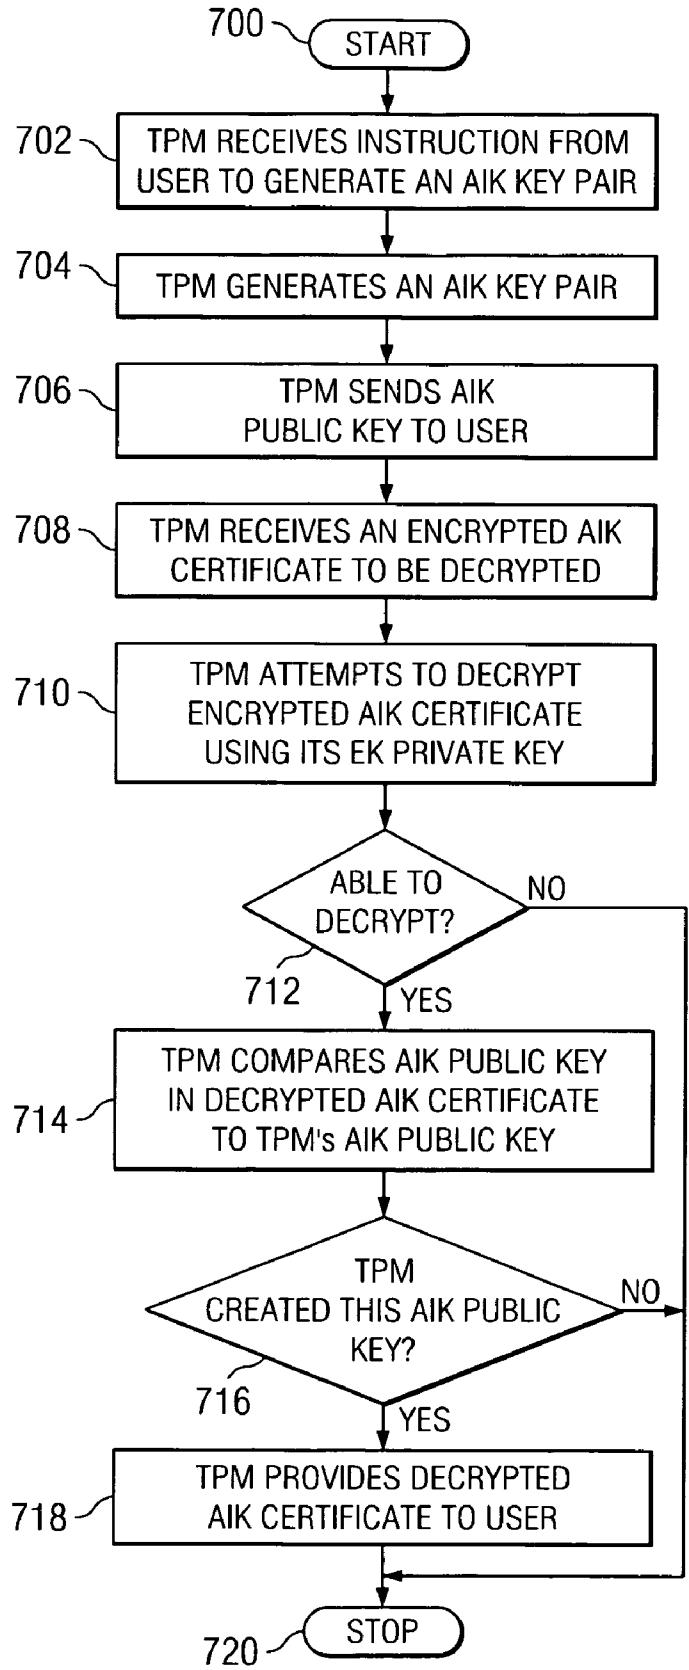 700
START
702
TPM RECEIVES INSTRUCTION FROM
USER TO GENERATE AN AIK KEY PAIR
704
TPM GENERATES AN AIK KEY PAIR
706
TPM SENDS AIK
PUBLIC KEY TO USER
708
TPM RECEIVES AN ENCRYPTED AIK
CERTIFICATE TO BE DECRYPTED
710
TPM ATTEMPTS TO DECRYPT
ENCRYPTED AIK CERTIFICATE
USING ITS EK PRIVATE KEY
ABLE TO
DECRYPT?
NO
712
YES
714
TPM COMPARES AIK PUBLIC KEY
IN DECRYPTED AIK CERTIFICATE
TO TPM's AIK PUBLIC KEY
TPM
CREATED THIS AIK PUBLIC
KEY?
NO
716
YES
718
TPM PROVIDES DECRYPTED
AIK CERTIFICATE TO USER
720
STOP